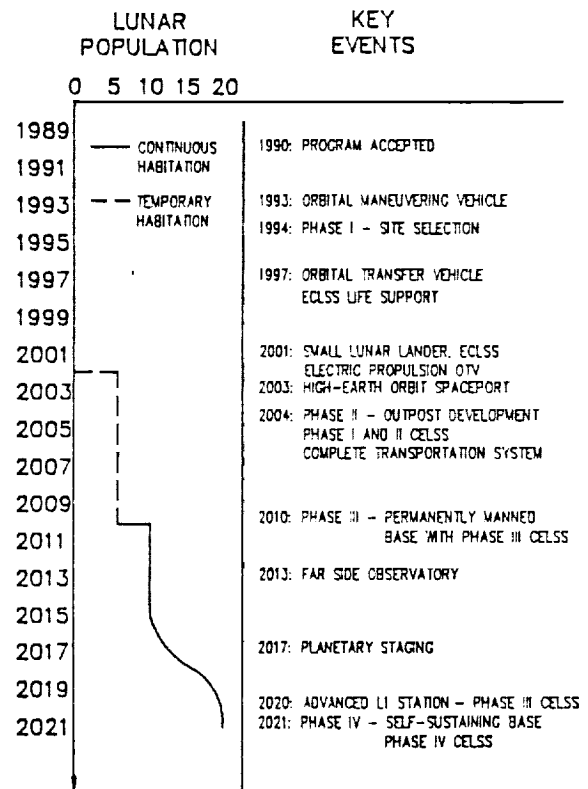 LUNAR
POPULATION
KEY
EVENTS
0 5 10 15 20
1989
1991
1993
1995
1997
1999
2001
2003
2005
2007
2009
2011
2013
2015
2017
2019
2021
CONTINUOUS
HABITATION
TEMPORARY
HABITATION
1990: PROGRAM ACCEPTED
1993: ORBITAL MANEUVERING VEHICLE
1994: PHASE I - SITE SELECTION
1997: ORBITAL TRANSFER VEHICLE
ECLSS LIFE SUPPORT
2001: SMALL LUNAR LANDER, ECLSS
ELECTRIC PROPULSION OTV
2003: HIGH-EARTH ORBIT SPACEPORT
2004: PHASE II - OUTPOST DEVELOPMENT
PHASE I AND II CELSS
COMPLETE TRANSPORTATION SYSTEM
2010: PHASE III - PERMANENTLY MANNED
BASE WITH PHASE III CELSS
2013: FAR SIDE OBSERVATORY
2017: PLANETARY STAGING
2020: ADVANCED LI STATION - PHASE III CELSS
2021: PHASE IV - SELF-SUSTAINING BASE
PHASE IV CELSS